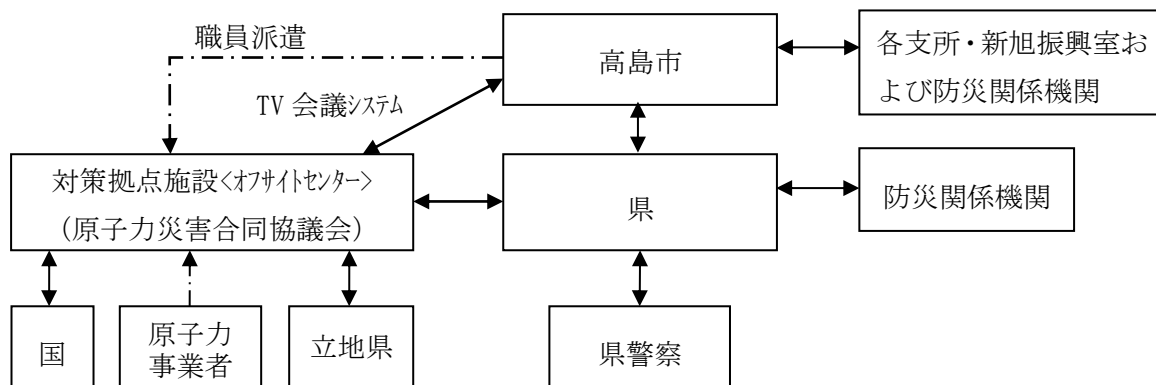 職員派遣
高島市
各支所・新旭振興室お
よび防災関係機関
TV 会議システム
対策拠点施設<オフサイトセンター>
(原子力災害合同協議会)
県
防災関係機関
国
原子力
事業者
立地県
県警察